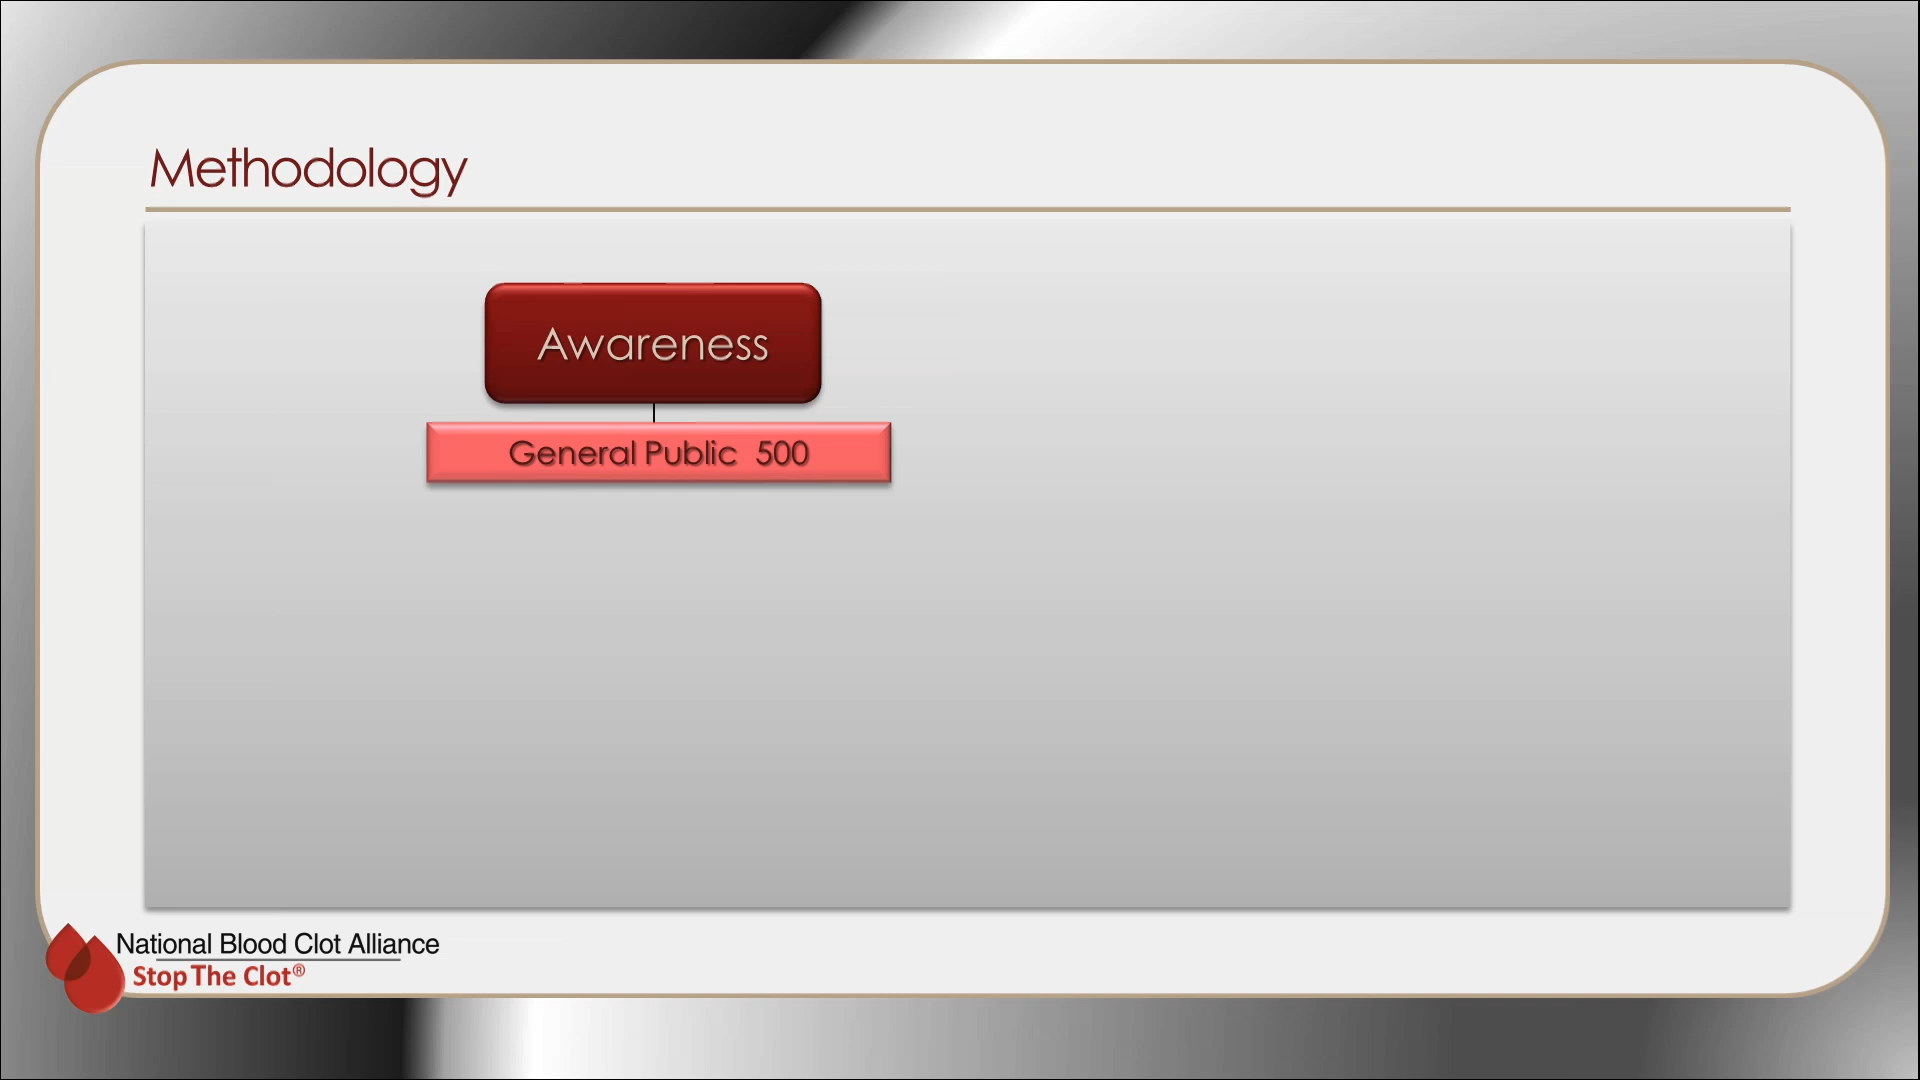 Methodology
Awareness
General Public  500
National Blood Clot Alliance
Stop The Clot®